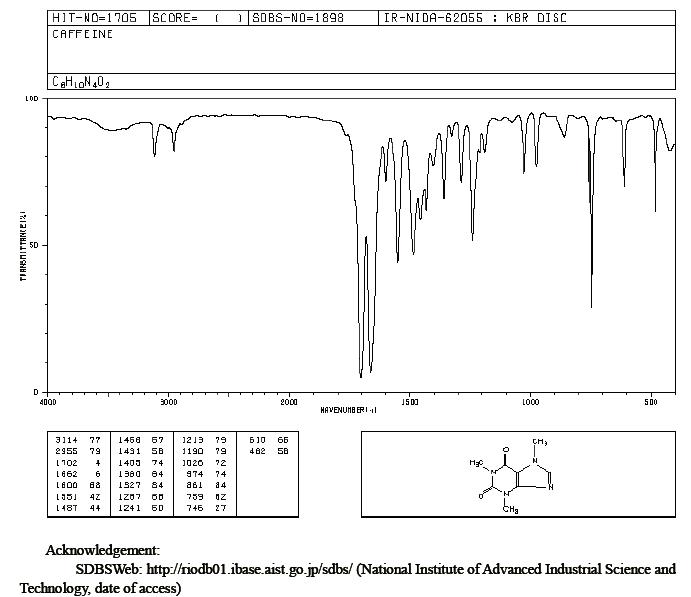 HIT-NO=1705 SCORE= ( ) SDBS-NO=1898 IR-NIDA-62055 : KBR DISC
CAFFEINE
C8H10N4O2
100
50
0
TRANSMITTANCE(%)
4000 3000 2000 1500 1000 500
WAVENUMBER(-1)
3114 77 1456 57 1213 79 610 66
2955 79 1431 58 1190 79 482 58
1702 4 1405 74 1026 72
1662 6 1360 64 974 74
1600 68 1327 84 861 84
1551 42 1287 68 759 62
1487 44 1241 50 746 27
O
CH3
H3C
N
N
O
N
N
CH3
Acknowledgement:
SDBSWeb: http://riodb01.ibase.aist.go.jp/sdbs/ (National Institute of Advanced Industrial Science and
Technology, date of access)